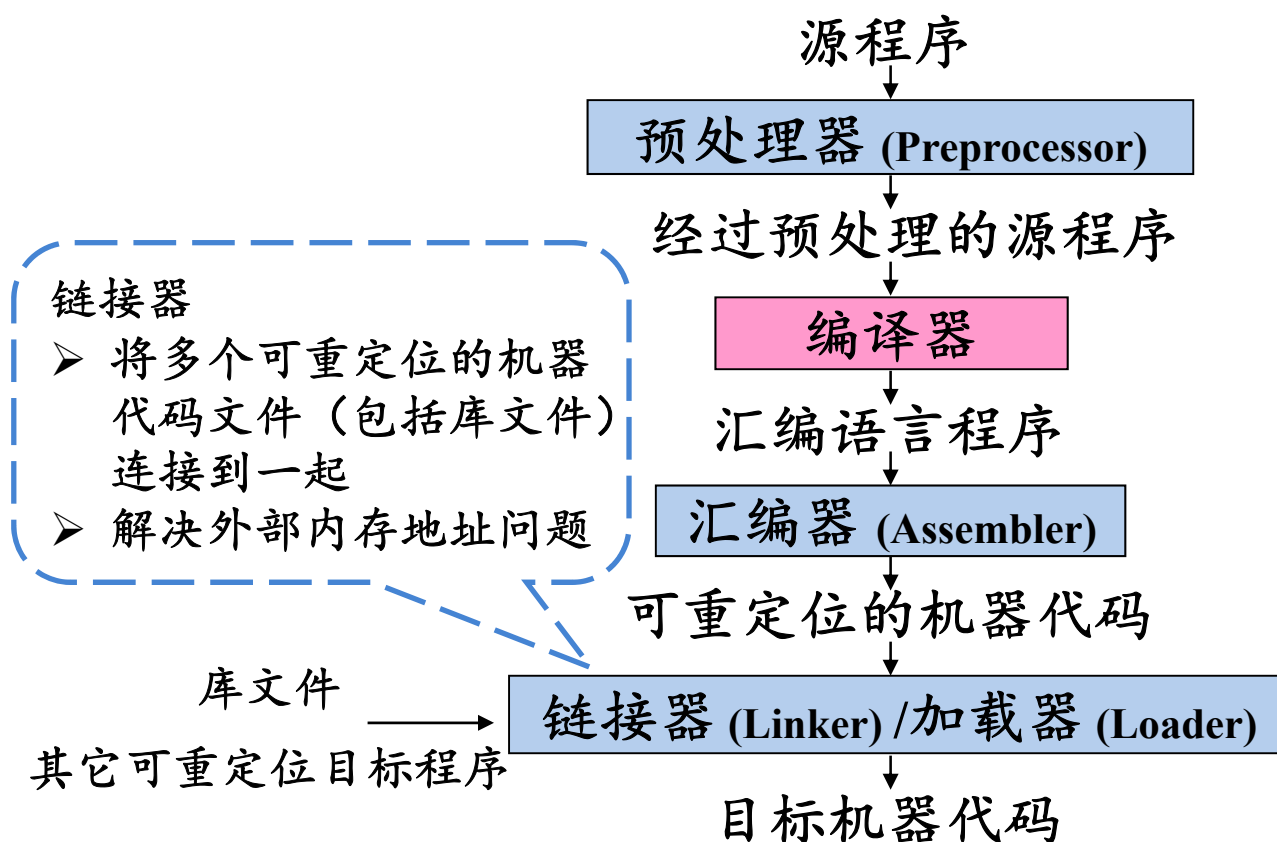 源程序
预处理器 (Preprocessor)
经过预处理的源程序
编译器
汇编语言程序
汇编器 (Assembler)
可重定位的机器代码
链接器 (Linker) /加载器 (Loader)
目标机器代码
链接器
➢ 将多个可重定位的机器
代码文件（包括库文件）
连接到一起
➢ 解决外部内存地址问题
库文件
其它可重定位目标程序